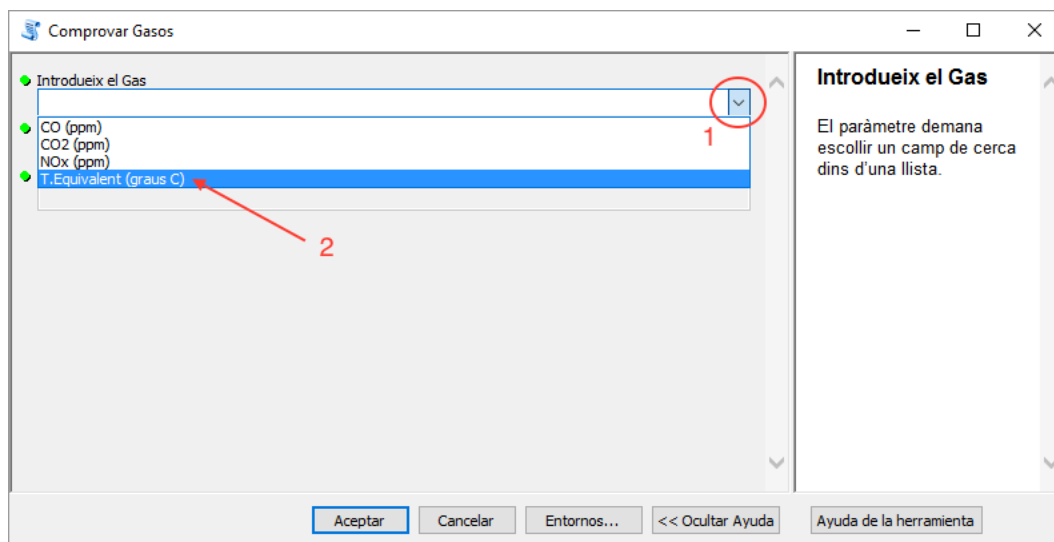 Comprovar Gasos
Introdueix el Gas
1
CO (ppm)
CO2 (ppm)
NOx (ppm)
T.Equivalent (graus C)
2
Introdueix el Gas
El paràmetre demana
escollir un camp de cerca
dins d'una llista.
Aceptar
Cancelar
Entornos...
<< Ocultar Ayuda
Ayuda de la herramienta